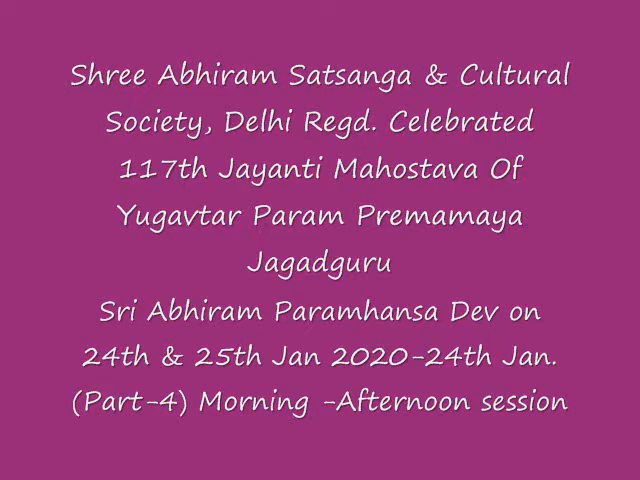 Shree Abhiram Satsanga & Cultural
Society, Delhi Regd. Celebrated
117th Jayanti Mahostava Of
Yugavtar Param Premamaya
Jagadguru
Sri Abhiram Paramhansa Dev on
24th & 25th Jan 2020-24th Jan.
(Part-4) Morning -Afternoon session